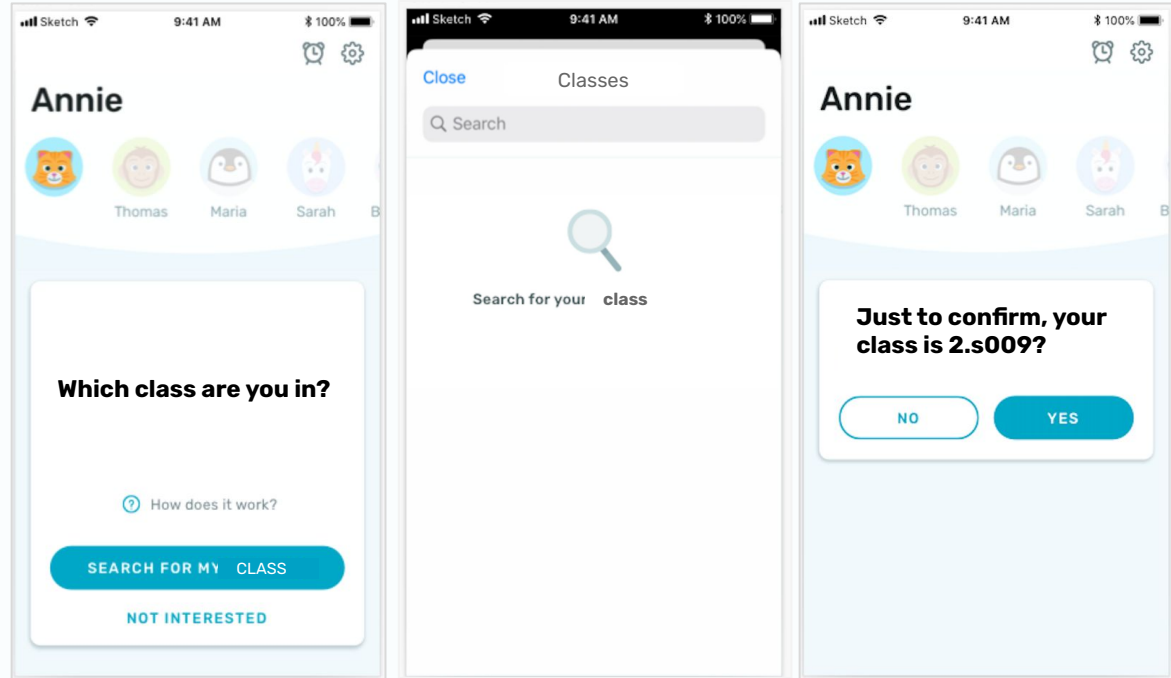 Sketch 9:41 AM 100%
Annie
Thomas Maria Sarah B
Which class are you in?
? How does it work?
SEARCH FOR MY CLASS
NOT INTERESTED
Sketch 9:41 AM 100%
Close Classes
Search
Search for your class
Sketch 9:41 AM 100%
Annie
Thomas Maria Sarah B
Just to confirm, your
class is 2.s009?
NO YES